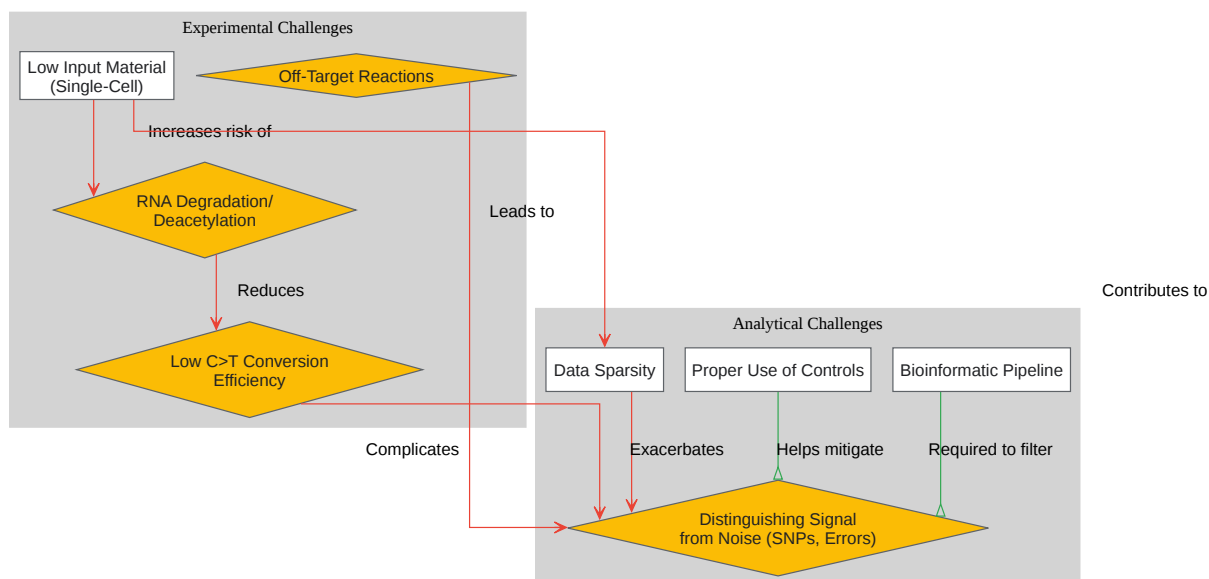 Experimental Challenges
Low Input Material
(Single-Cell)
Off-Target Reactions
Increases risk of
RNA Degradation/
Deacetylation
Leads to
Reduces
Contributes to
Analytical Challenges
Low C>T Conversion
Efficiency
Data Sparsity
Proper Use of Controls
Bioinformatic Pipeline
Complicates
Exacerbates
Helps mitigate
Required to filter
Distinguishing Signal
from Noise (SNPs, Errors)